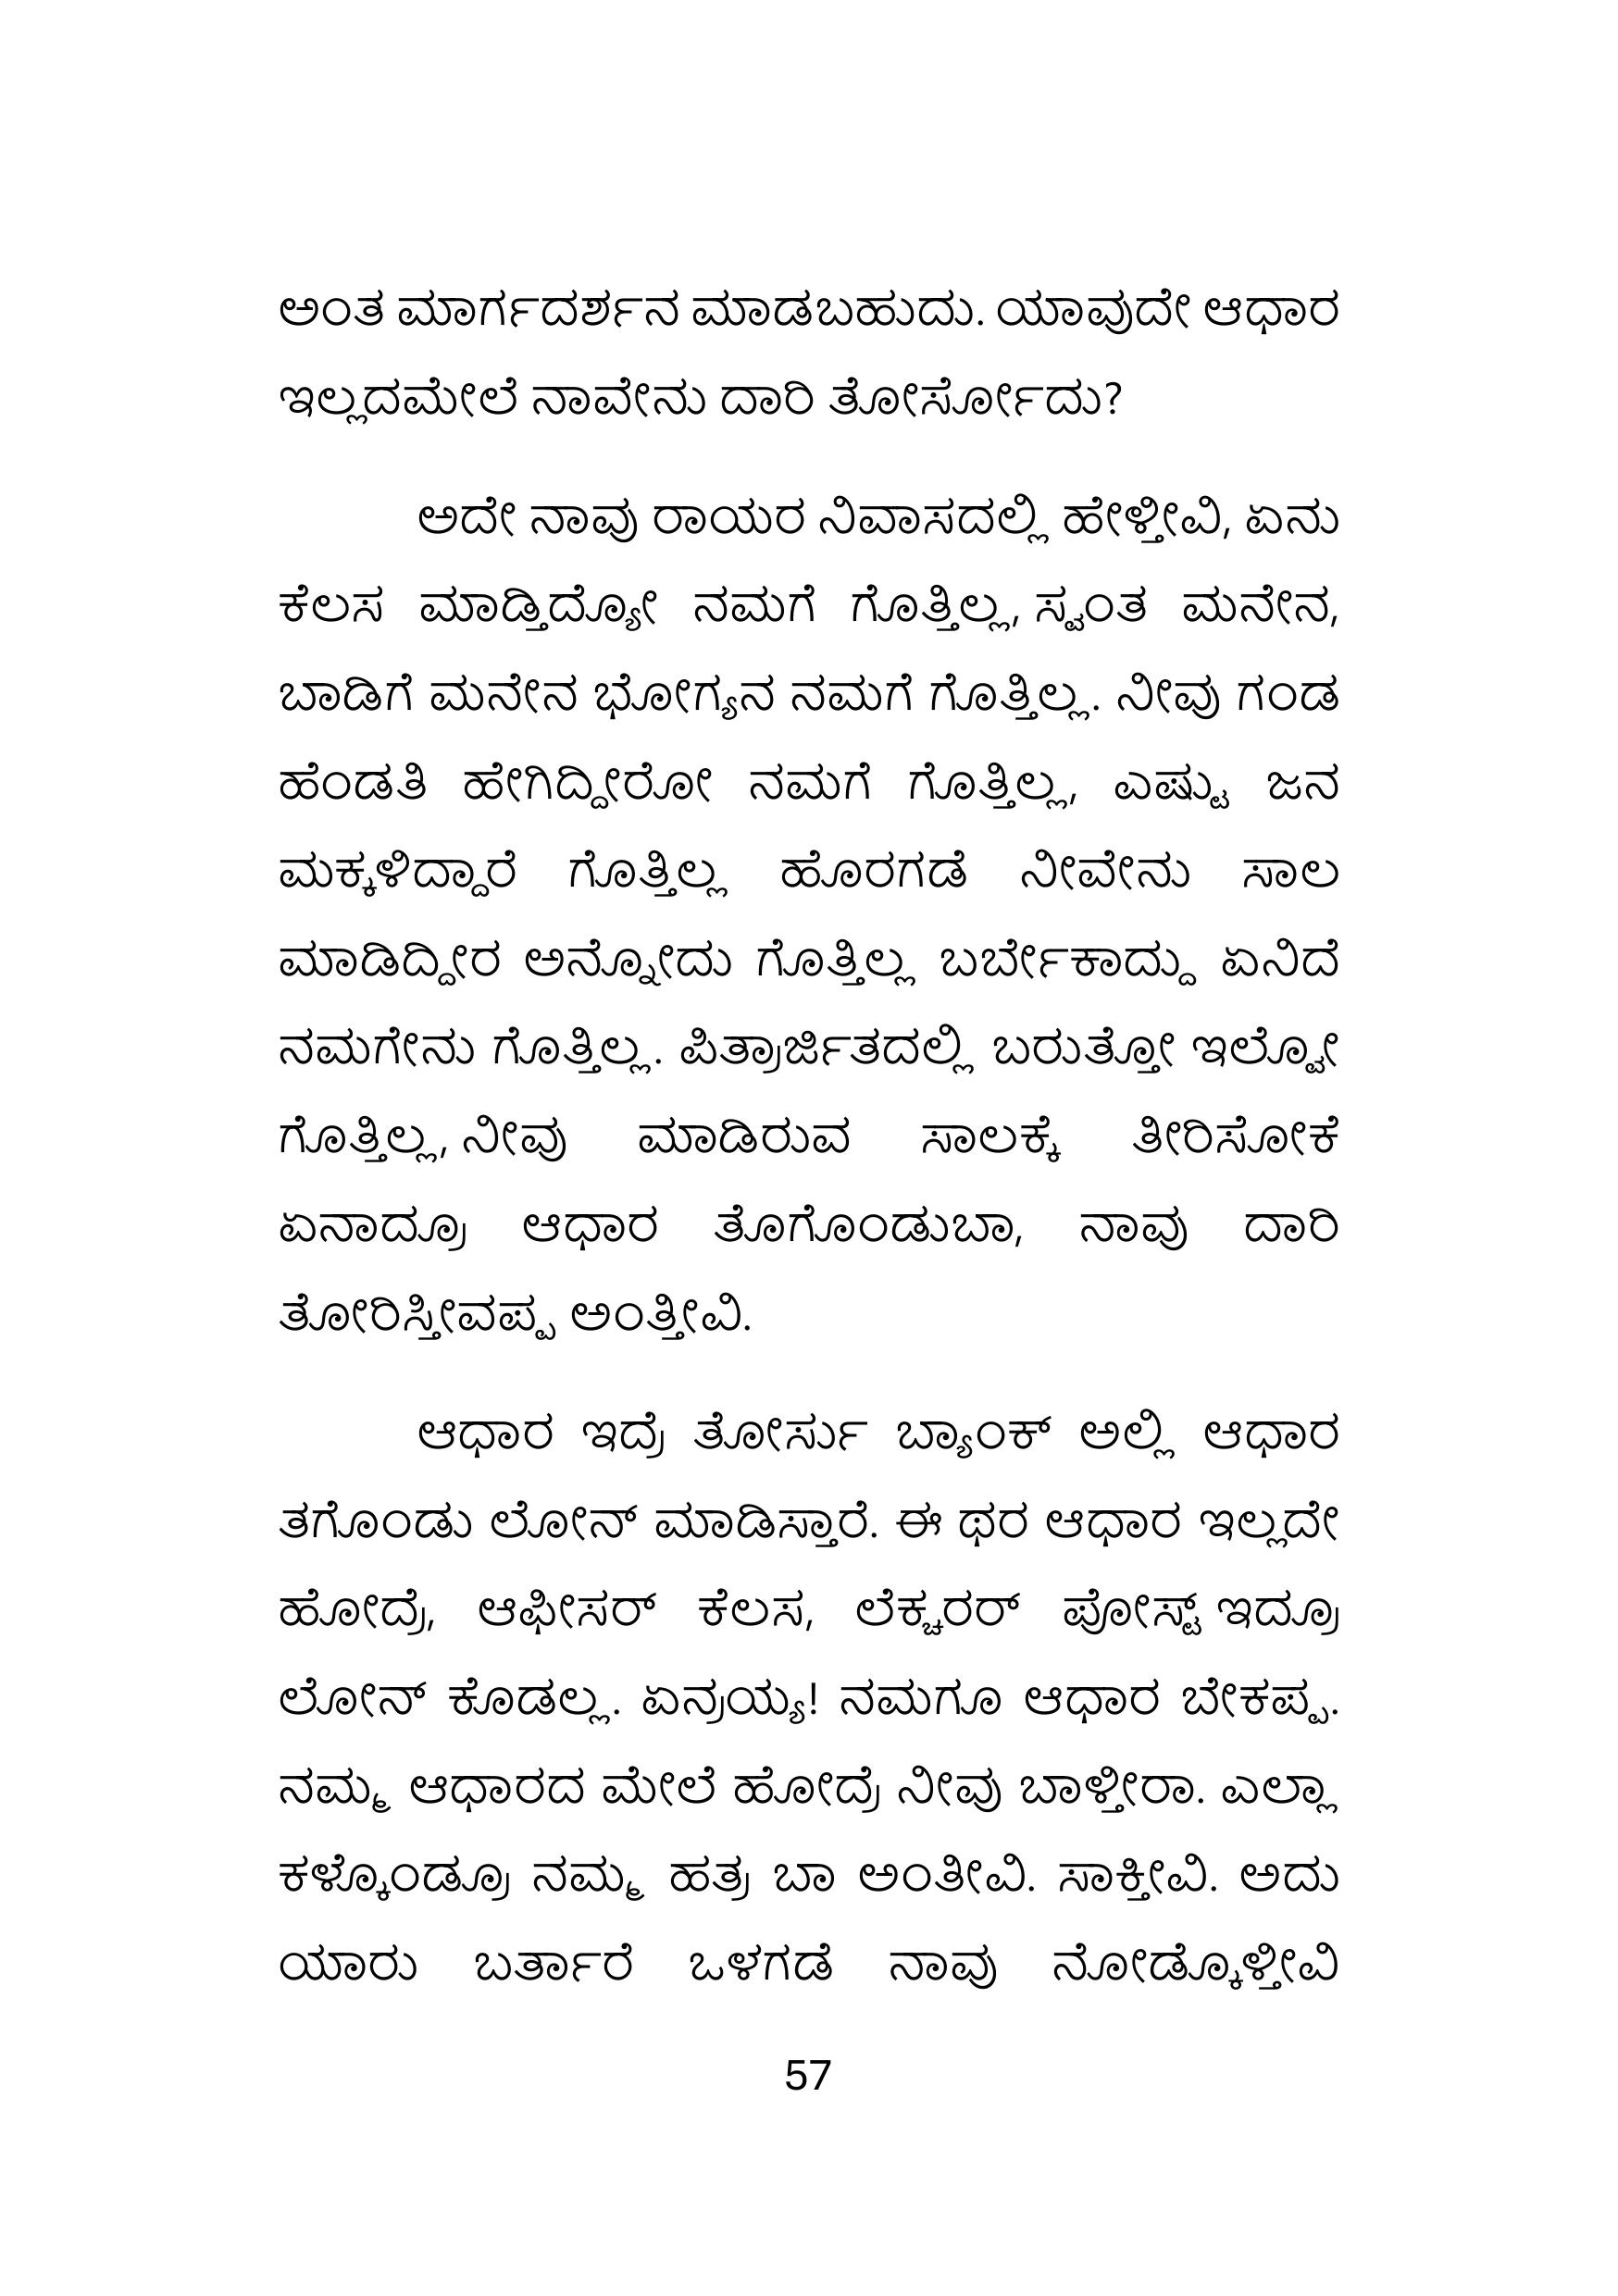 ಅಂತ ಮಾರ್ಗದರ್ಶನ ಮಾಡಬಹುದು. ಯಾವುದೇ ಆಧಾರ
ಇಲ್ಲದಮೇಲೆ ನಾವೇನು ದಾರಿ ತೋರ್ಸೋದು?
ಅದೇ ನಾವು ರಾಯರ ನಿವಾಸದಲ್ಲಿ ಹೇಳ್ತೀವಿ, ಏನು
ಕೆಲಸ ಮಾಡ್ತಿದ್ಯೋ ನಮಗೆ ಗೊತ್ತಿಲ್ಲ, ಸ್ವಂತ ಮನೇನ,
ಬಾಡಿಗೆ ಮನೇನ ಭೋಗ್ಯನ ನಮಗೆ ಗೊತ್ತಿಲ್ಲ. ನೀವು ಗಂಡ
ಹೆಂಡತಿ ಹೇಗಿದ್ದೀರೋ ನಮಗೆ ಗೊತ್ತಿಲ್ಲ, ಎಷ್ಟು ಜನ
ಮಕ್ಕಳಿದ್ದಾರೆ ಗೊತ್ತಿಲ್ಲ ಹೊರಗಡೆ ನೀವೇನು ಸಾಲ
ಮಾಡಿದ್ದೀರ ಅನ್ನೋದು ಗೊತ್ತಿಲ್ಲ ಬರ್ಬೇಕಾದ್ದು ಏನಿದೆ
ನಮಗೇನು ಗೊತ್ತಿಲ್ಲ. ಪಿತ್ರಾರ್ಜಿತದಲ್ಲಿ ಬರುತ್ತೋ ಇಲ್ವೋ
ಗೊತ್ತಿಲ್ಲ, ನೀವು ಮಾಡಿರುವ ಸಾಲಕ್ಕೆ ತೀರಿಸೋಕೆ
ಏನಾದ್ರೂ ಆಧಾರ ತೊಗೊಂಡುಬಾ, ನಾವು ದಾರಿ
ತೋರಿಸ್ತೀವಪ್ಪ ಅಂತ್ತೀವಿ.
ಆಧಾರ ಇದ್ರೆ ತೋರ್ಸು ಬ್ಯಾಂಕ್ ಅಲ್ಲಿ ಆಧಾರ
ತಗೊಂಡು ಲೋನ್ ಮಾಡಿಸ್ತಾರೆ. ಈ ಥರ ಆಧಾರ ಇಲ್ಲದೇ
ಹೋದ್ರೆ, ಆಫೀಸರ್ ಕೆಲಸ, ಲೆಕ್ಚರರ್ ಪೋಸ್ಟ್ ಇದ್ರೂ
ಲೋನ್ ಕೊಡಲ್ಲ. ಏನ್ರಯ್ಯ! ನಮಗೂ ಆಧಾರ ಬೇಕಪ್ಪ.
ನಮ್ಮ ಆಧಾರದ ಮೇಲೆ ಹೋದ್ರೆ ನೀವು ಬಾಳ್ತೀರಾ. ಎಲ್ಲಾ
ಕಳ್ಕೊಂಡ್ರೂ ನಮ್ಮ ಹತ್ರ ಬಾ ಅಂತೀವಿ. ಸಾಕ್ತೀವಿ. ಅದು
ಯಾರು ಬರ್ತಾರೆ ಒಳಗಡೆ ನಾವು ನೋಡ್ಕೊಳ್ತೀವಿ
57